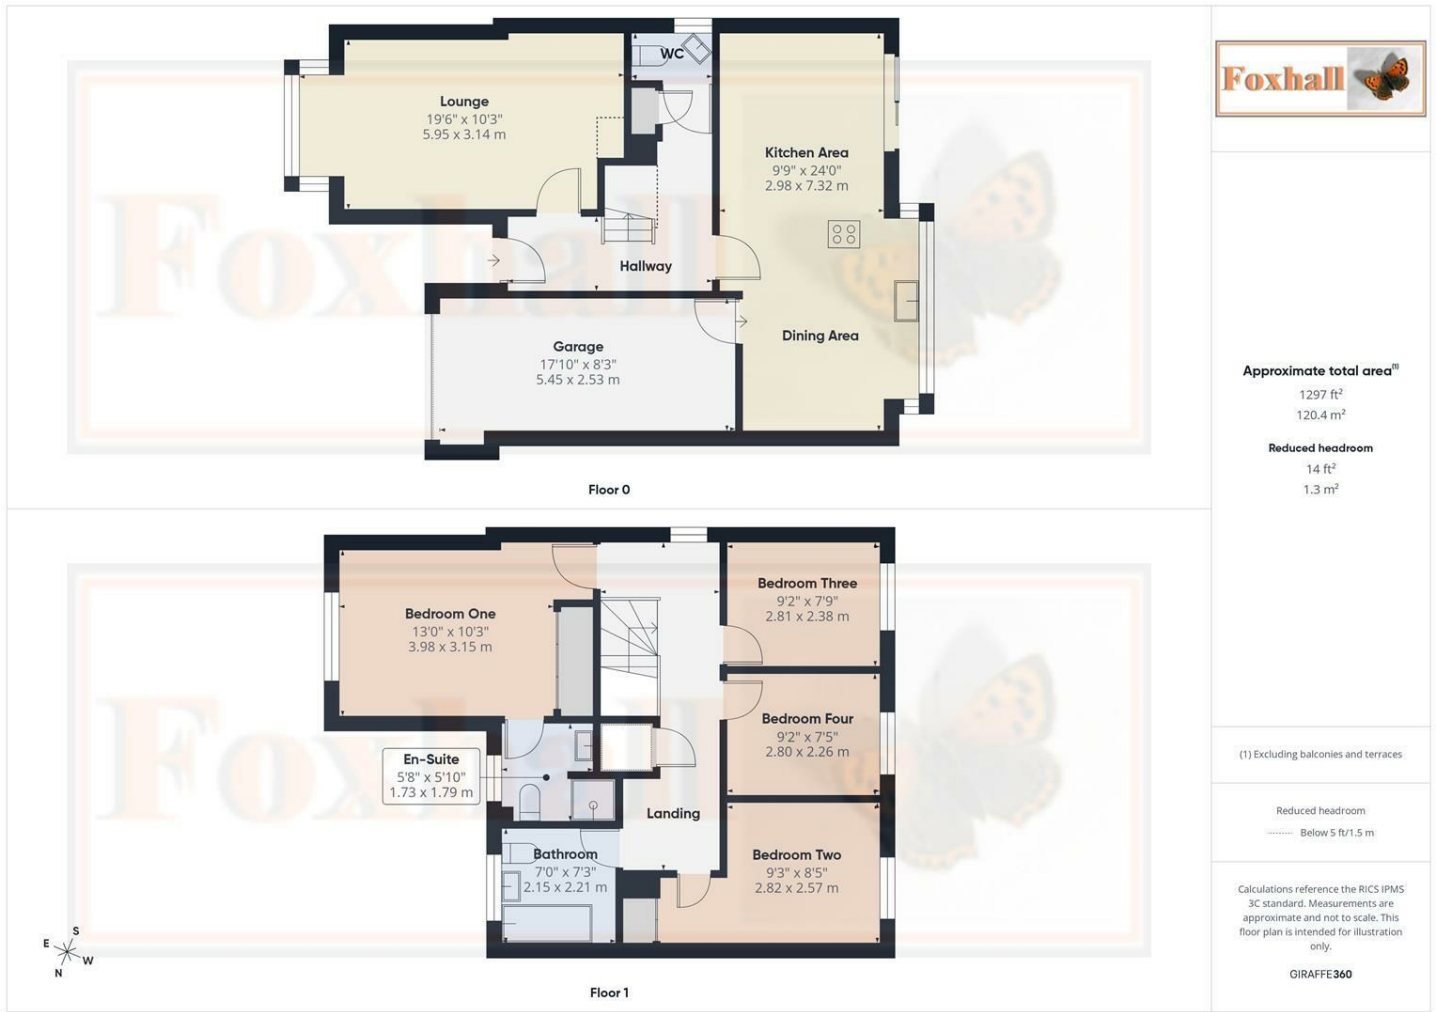 WC
Lounge
19'6" x 10'3"
5.95 x 3.14 m
Kitchen Area
9'9" x 24'0"
2.98 x 7.32 m
Hallway
Dining Area
Garage
17'10" x 8'3"
5.45 x 2.53 m
Floor 0
Foxhall
Foxhall
Approximate total area(1)
1297 ft²
120.4 m²
Reduced headroom
14 ft²
1.3 m²
Bedroom One
13'0" x 10'3"
3.98 x 3.15 m
Bedroom Three
9'2" x 7'9"
2.81 x 2.38 m
Bedroom Four
9'2" x 7'5"
2.80 x 2.26 m
En-Suite
5'8" x 5'10"
1.73 x 1.79 m
Landing
Bathroom
7'0" x 7'3"
2.15 x 2.21 m
Bedroom Two
9'3" x 8'5"
2.82 x 2.57 m
Foxhall
S
E
W
N
Floor 1
(1) Excluding balconies and terraces
Reduced headroom
Below 5 ft/1.5 m
Calculations reference the RICS IPMS
3C standard. Measurements are
approximate and not to scale. This
floor plan is intended for illustration
only.
GIRAFFE360